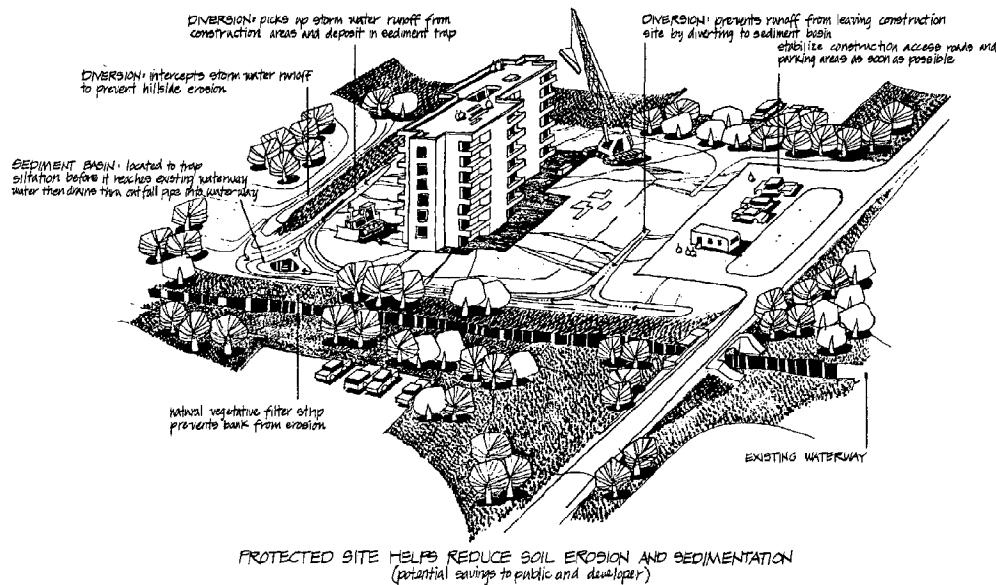 DIVERSION: picks up storm water runoff from
construction areas and deposit in sediment trap
DIVERSION: prevents runoff from leaving construction
site by diverting to sediment basin
stabilize construction access roads and
parking areas as soon as possible
DIVERSION: intercepts storm water runoff
to prevent hillside erosion
SEDIMENT BASIN: located to trap
siltation before it reaches existing waterway
water then drains thru outfall pipe into waterway
natural vegetative filter strip
prevents bank from erosion
EXISTING WATERWAY
PROTECTED SITE HELPS REDUCE SOIL EROSION AND SEDIMENTATION
(potential savings to public and developer)